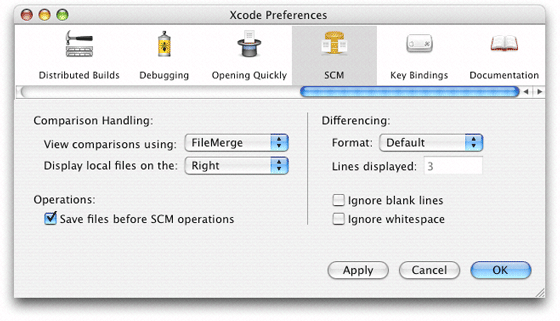 Xcode Preferences
Distributed Builds Debugging Opening Quickly SCM Key Bindings Documentation
Comparison Handling:
View comparisons using: FileMerge
Display local files on the: Right
Operations:
Save files before SCM operations
Differencing:
Format: Default
Lines displayed: 3
Ignore blank lines
Ignore whitespace
Apply Cancel OK